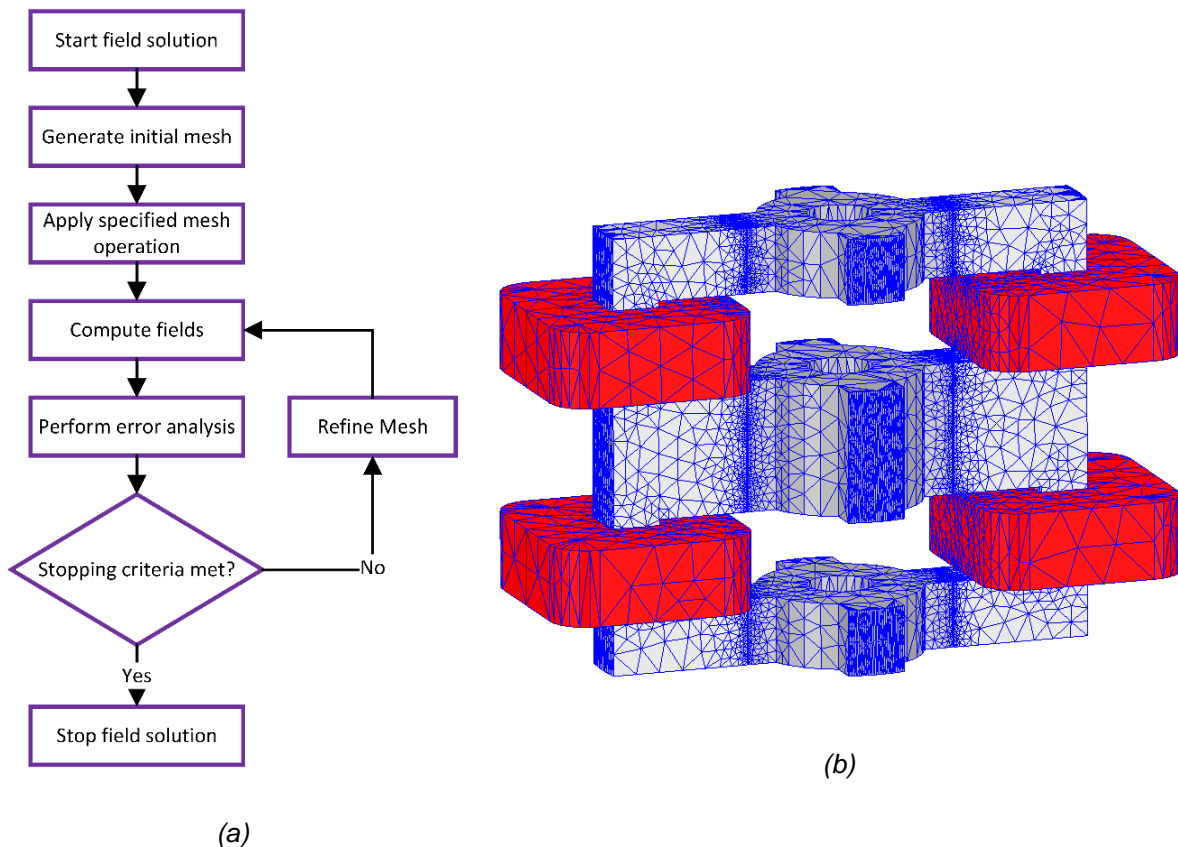 Start field solution
Generate initial mesh
Apply specified mesh
operation
Compute fields
Perform error analysis
Refine Mesh
Stopping criteria met?
No
Yes
Stop field solution
(a)
(b)